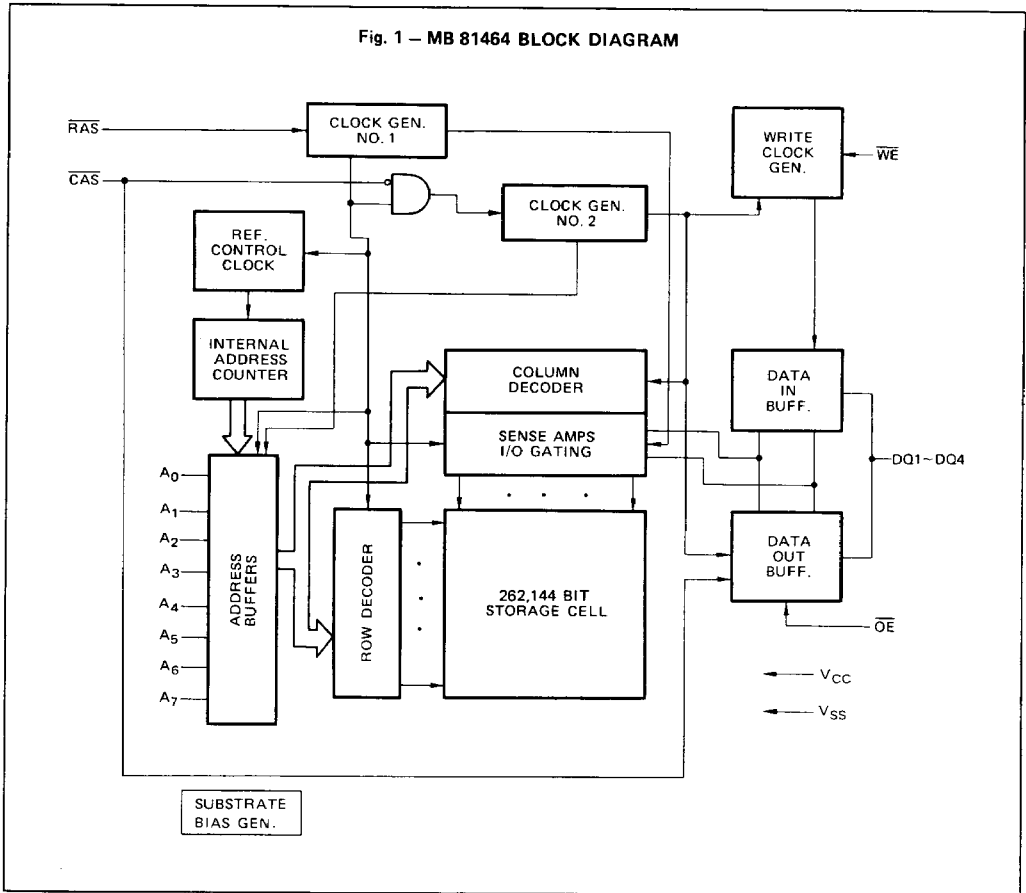 Fig. 1 – MB 81464 BLOCK DIAGRAM
RAS
CLOCK GEN.
NO. 1
WRITE
CLOCK
GEN.
WE
CAS
CLOCK GEN.
NO. 2
REF.
CONTROL
CLOCK
INTERNAL
ADDRESS
COUNTER
COLUMN
DECODER
DATA
IN
BUFF.
SENSE AMPS
I/O GATING
DQ1~DQ4
A0
A1
A2
A3
A4
A5
A6
A7
ADDRESS
BUFFERS
ROW DECODER
262,144 BIT
STORAGE CELL
DATA
OUT
BUFF.
OE
VCC
VSS
SUBSTRATE
BIAS GEN.